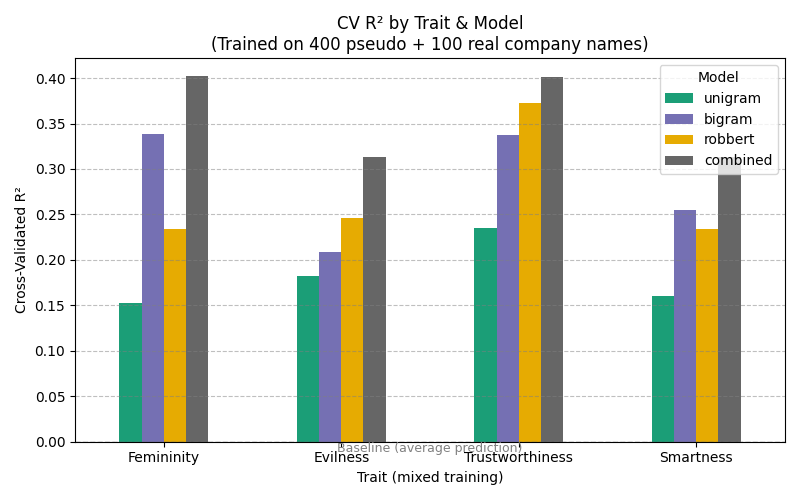 CV R² by Trait & Model
(Trained on 400 pseudo + 100 real company names)
Cross-Validated R²
0.40
0.35
0.30
0.25
0.20
0.15
0.10
0.05
0.00
Model
unigram
bigram
robbert
combined
Baseline (average prediction)
Femininity
Evilness
Trustworthiness
Smartness
Trait (mixed training)